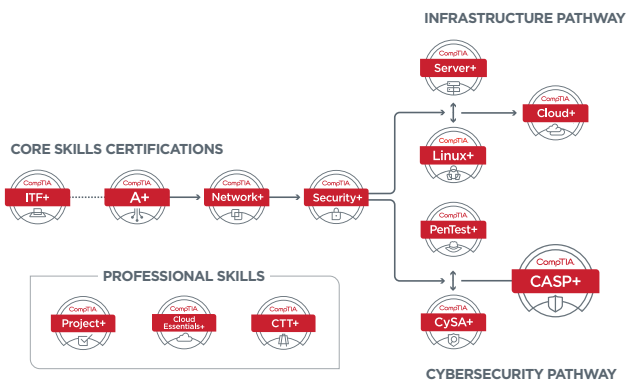 INFRASTRUCTURE PATHWAY
CompTIA
Server+
CompTIA
Cloud+
CORE SKILLS CERTIFICATIONS
CompTIA
Linux+
CompTIA
ITF+
CompTIA
A+
CompTIA
Network+
CompTIA
Security+
CompTIA
PenTest+
PROFESSIONAL SKILLS
CompTIA
CASP+
CompTIA
Project+
CompTIA
Cloud
Essentials+
CompTIA
CTT+
CompTIA
CySA+
CYBERSECURITY PATHWAY